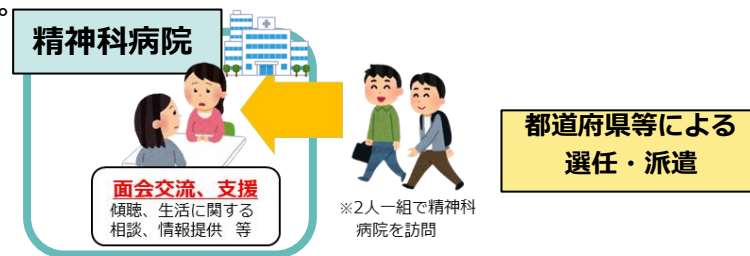 。
精神科病院
面会交流、支援
傾聴、生活に関する
相談、情報提供 等
※2人一組で精神科
病院を訪問
都道府県等による
選任・派遣